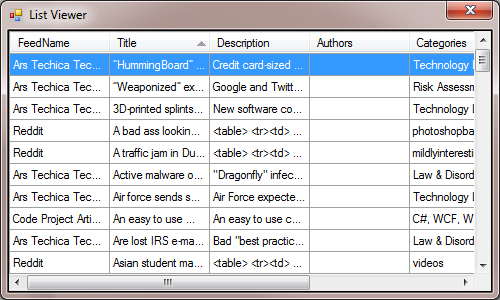 List Viewer
FeedName Title Description Authors Categories
Ars Techica Tec... "HummingBoard" ... Credit card-sized ... Technology
Ars Techica Tec... "Weaponized" ex... Google and Twitt... Risk Assessm
Ars Techica Tec... 3D-printed splints... New software co... Technology
Reddit A bad ass lookin... <table> <tr><td> ... photoshopba
Reddit A traffic jam in Du... <table> <tr><td> ... mildlyinteresti
Ars Techica Tec... Active malware o... "Dragonfly" infec... Law & Disord
Ars Techica Tec... Air force sends s... Air Force expecte... Technology
Code Project Arti... An easy to use ... An easy to use c... C#, WCF, W
Ars Techica Tec... Are lost IRS e-ma... Bad "best practic... Law & Disord
Reddit Asian student ma... <table> <tr><td> ... videos